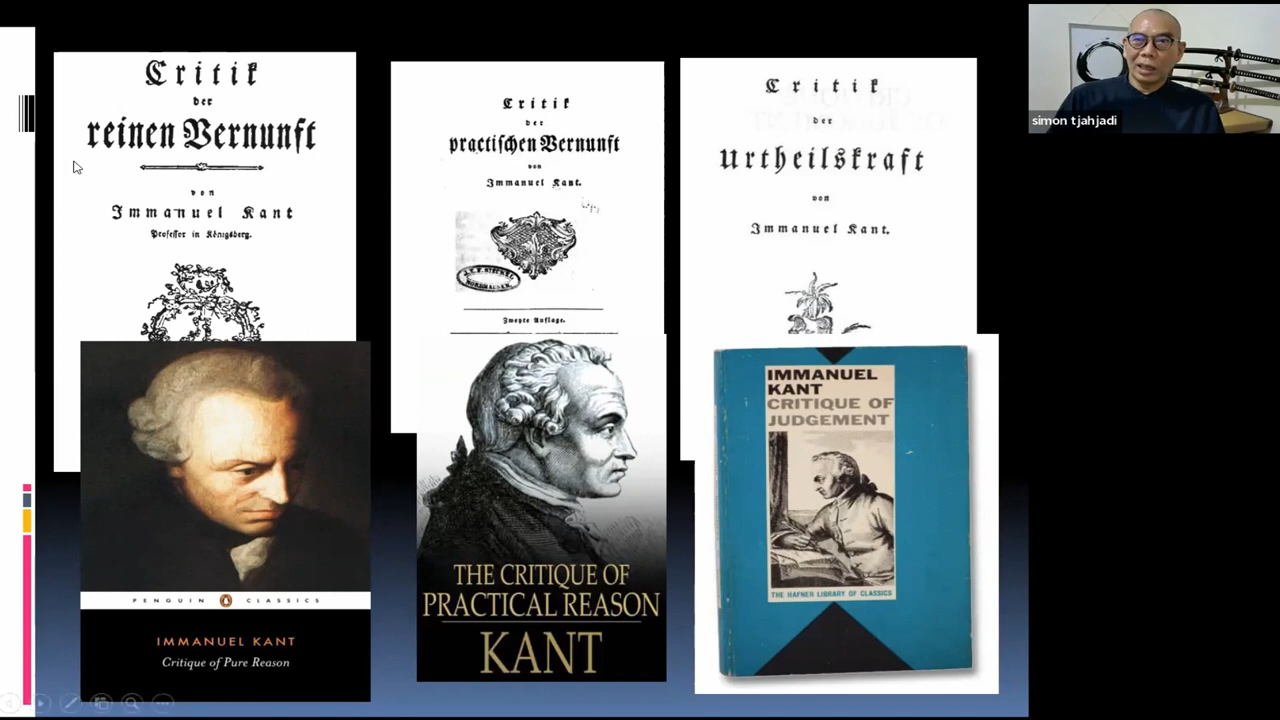 Critik
der
reinen Vernunft
von
Immanuel Kant
Professor in Königsberg.
Critik
der
practischen Vernunft
von
Immanuel Kant.
Zweyte Auflage.
Critik
der
Urtheilskraft
von
Immanuel Kant.
simon tjahjadi
PENGUIN CLASSICS
IMMANUEL KANT
Critique of Pure Reason
THE CRITIQUE OF
PRACTICAL REASON
KANT
IMMANUEL
KANT
CRITIQUE OF
JUDGEMENT
THE HAFNER LIBRARY OF CLASSICS